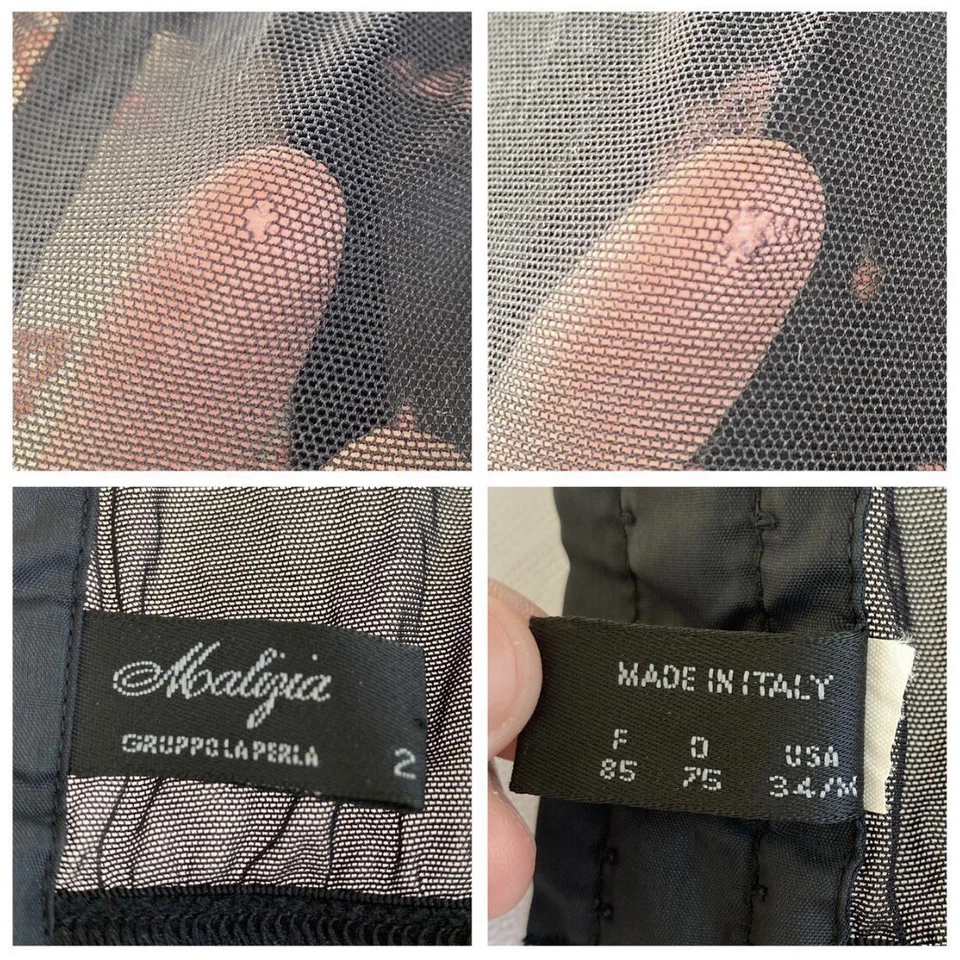 Malizia
GRUPPO LA PERLA
2
MADE IN ITALY
F D USA
85 75 34/M